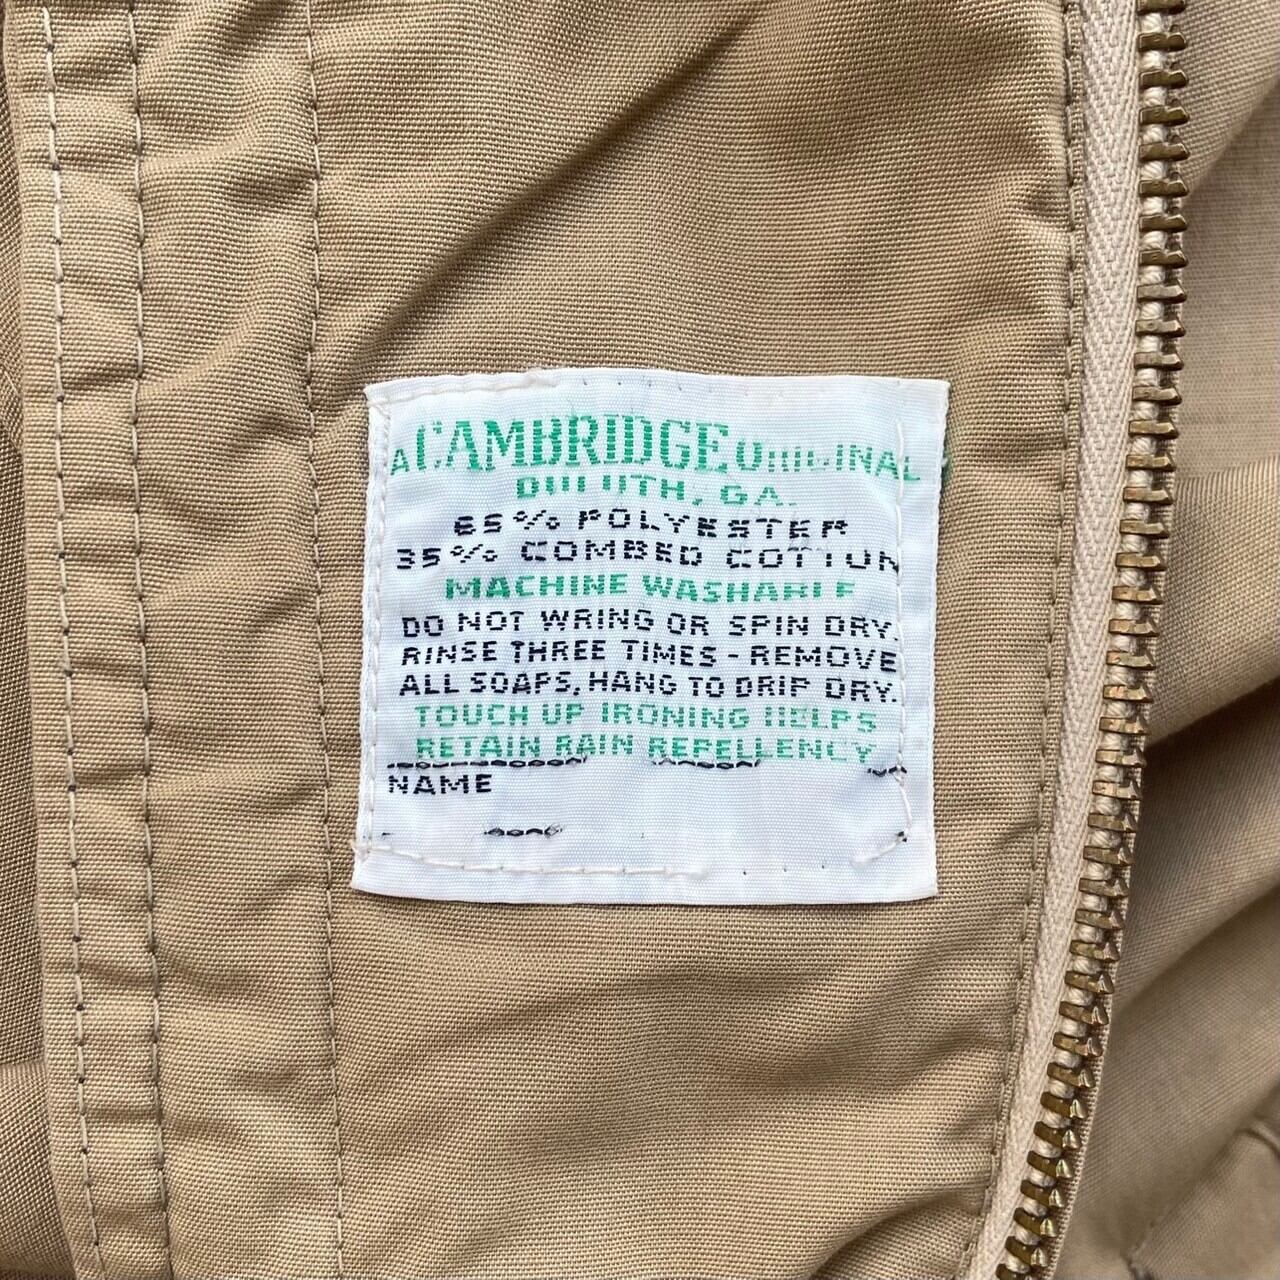 A CAMBRIDGE ORIGINAL
DULUTH, GA.
65% POLYESTER
35% COMBED COTTON
MACHINE WASHABLE
DO NOT WRING OR SPIN DRY.
RINSE THREE TIMES - REMOVE
ALL SOAPS, HANG TO DRIP DRY.
TOUCH UP IRONING HELPS
RETAIN RAIN REPELLENCY
NAME